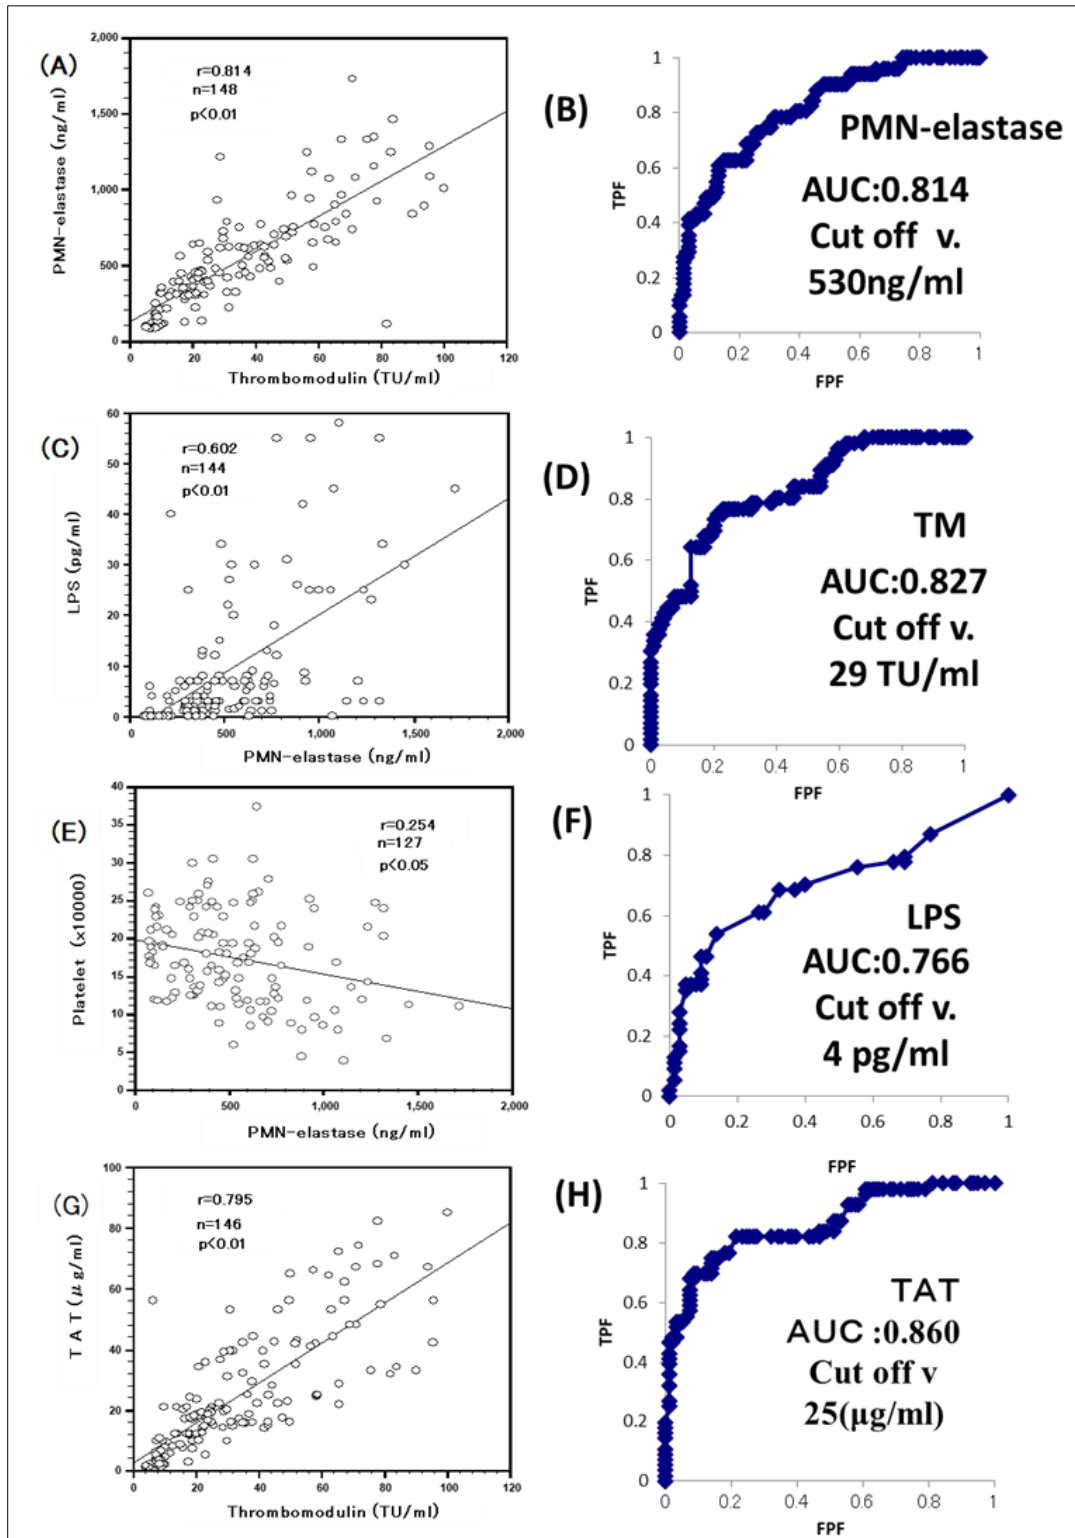 (A)
2,000
1,500
1,000
500
0
PMN-elastase (ng/ml)
r=0.814
n=148
p<0.01
0 20 40 60 80 100 120
Thrombomodulin (TU/ml)
(B)
1
0.8
0.6
0.4
0.2
0
TPF
PMN-elastase
AUC:0.814
Cut off v.
530ng/ml
0 0.2 0.4 0.6 0.8 1
FPF
(C)
60
50
40
30
20
10
0
LPS (pg/ml)
r=0.602
n=144
p<0.01
0 500 1,000 1,500 2,000
PMN-elastase (ng/ml)
(D)
1
0.8
0.6
0.4
0.2
0
TPF
TM
AUC:0.827
Cut off v.
29 TU/ml
0 0.2 0.4 0.6 0.8 1
FPF
(E)
40
35
30
25
20
15
10
5
0
Platelet (x10000)
r=0.254
n=127
p<0.05
0 500 1,000 1,500 2,000
PMN-elastase (ng/ml)
(F)
1
0.8
0.6
0.4
0.2
0
TPF
LPS
AUC:0.766
Cut off v.
4 pg/ml
0 0.2 0.4 0.6 0.8 1
FPF
(G)
100
80
60
40
20
0
TAT (μg/ml)
r=0.795
n=146
p<0.01
0 20 40 60 80 100 120
Thrombomodulin (TU/ml)
(H)
1
0.8
0.6
0.4
0.2
0
TPF
TAT
AUC :0.860
Cut off v
25(μg/ml)
0 0.2 0.4 0.6 0.8 1
FPF